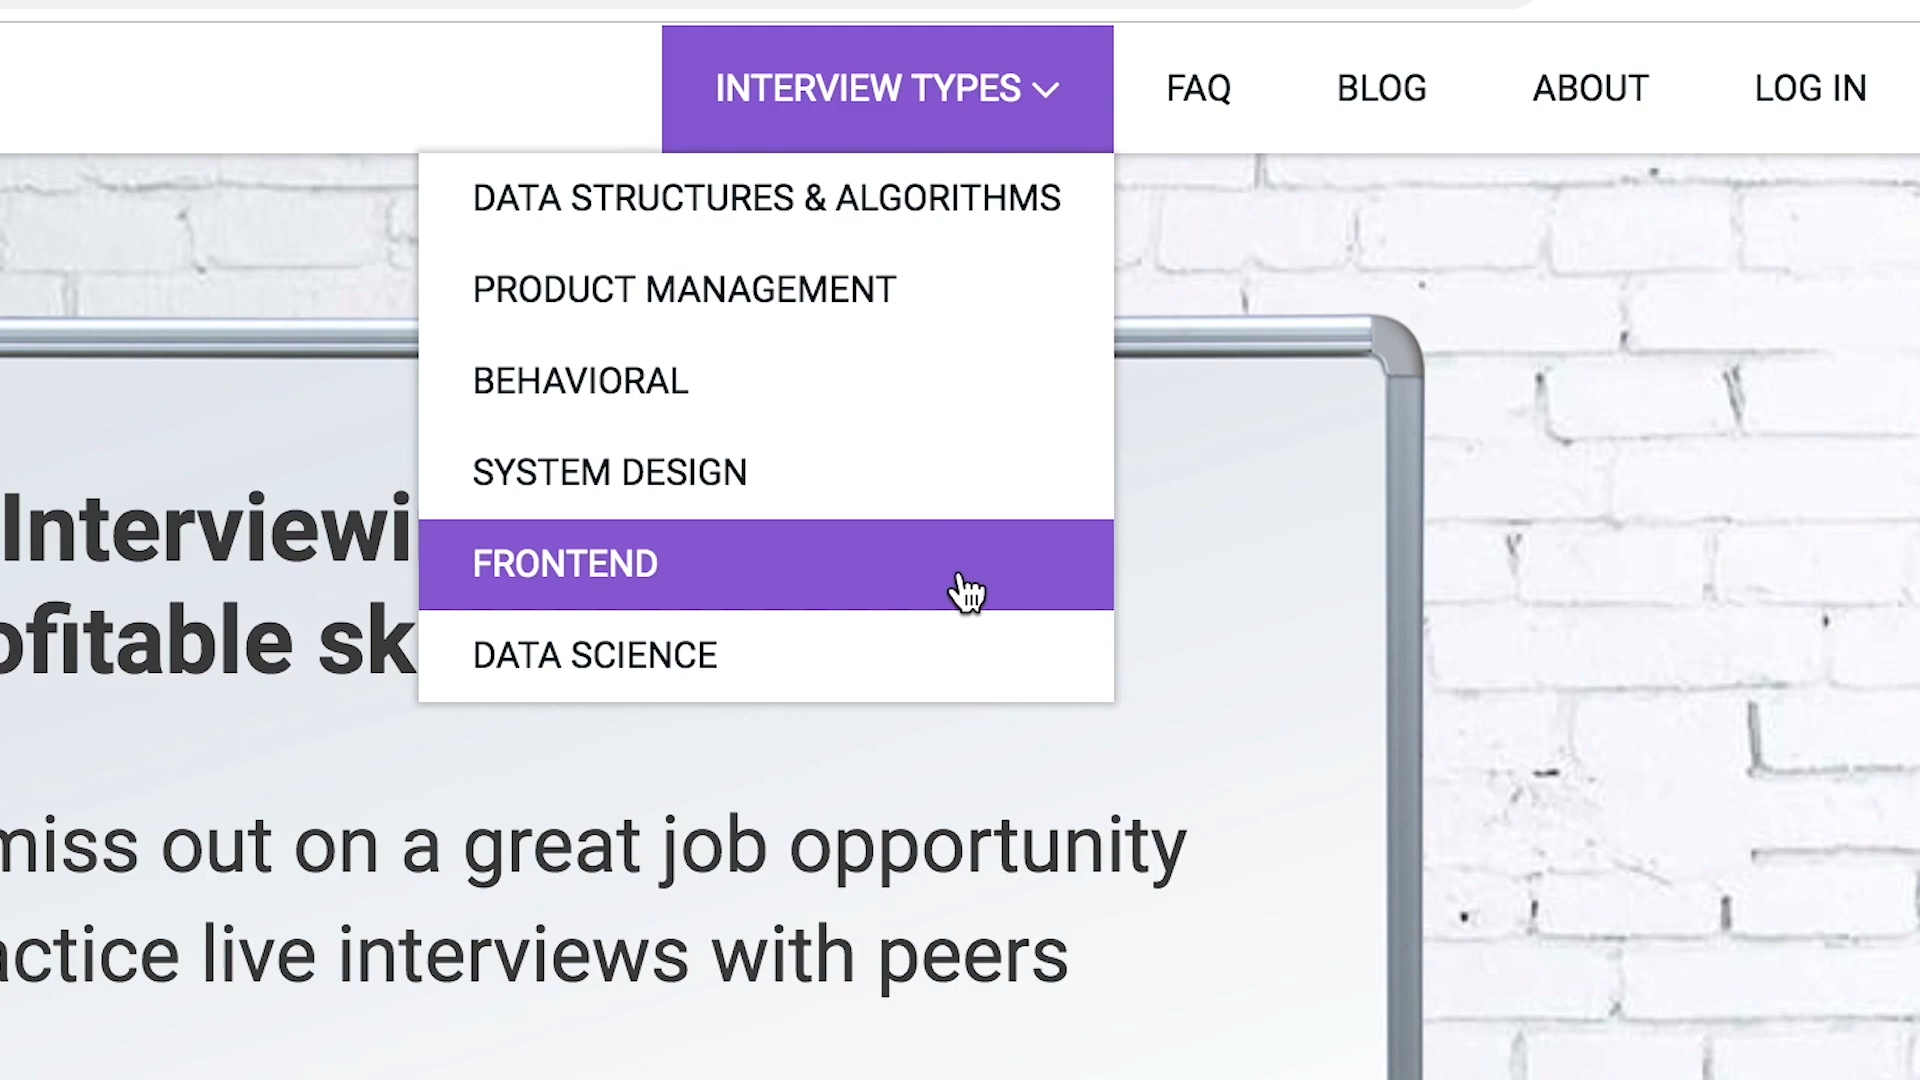 INTERVIEW TYPES
FAQ
BLOG
ABOUT
LOG IN
DATA STRUCTURES & ALGORITHMS
PRODUCT MANAGEMENT
BEHAVIORAL
SYSTEM DESIGN
FRONTEND
DATA SCIENCE
Interviewi
ofitable sk
miss out on a great job opportunity
actice live interviews with peers